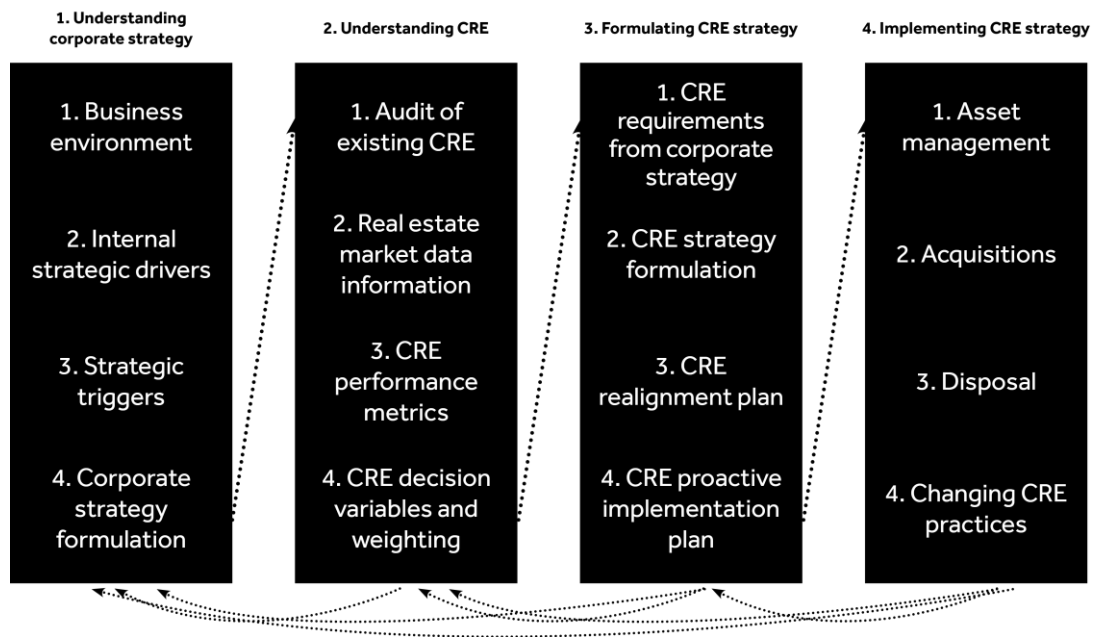 1. Understanding
corporate strategy
2. Understanding CRE
3. Formulating CRE strategy
4. Implementing CRE strategy
1. Business
environment
2. Internal
strategic drivers
3. Strategic
triggers
4. Corporate
strategy
formulation
1. Audit of
existing CRE
2. Real estate
market data
information
3. CRE
performance
metrics
4. CRE decision
variables and
weighting
1. CRE
requirements
from corporate
strategy
2. CRE strategy
formulation
3. CRE
realignment plan
4. CRE proactive
implementation
plan
1. Asset
management
2. Acquisitions
3. Disposal
4. Changing CRE
practices